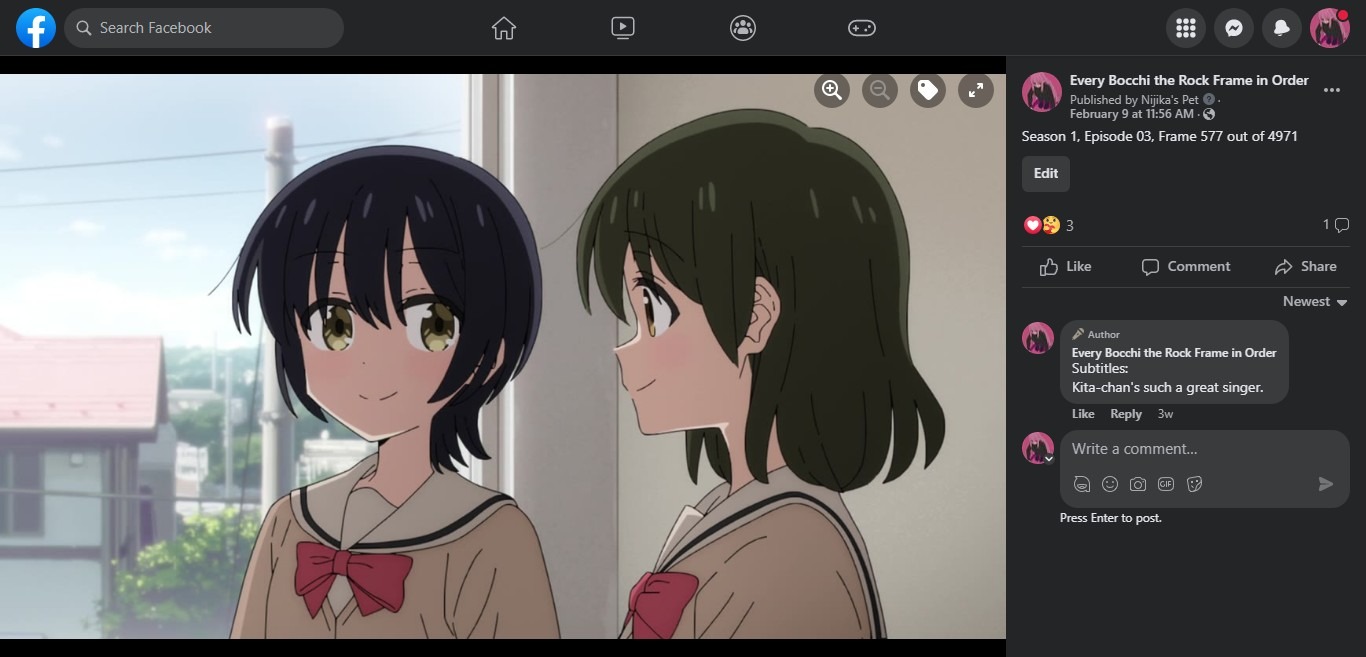 Search Facebook
Every Bocchi the Rock Frame in Order
Published by Nijika's Pet ·
February 9 at 11:56 AM ·
Season 1, Episode 03, Frame 577 out of 4971
Edit
3
1
Like
Comment
Share
Newest
Author
Every Bocchi the Rock Frame in Order
Subtitles:
Kita-chan's such a great singer.
Like Reply 3w
Write a comment...
GIF
Press Enter to post.